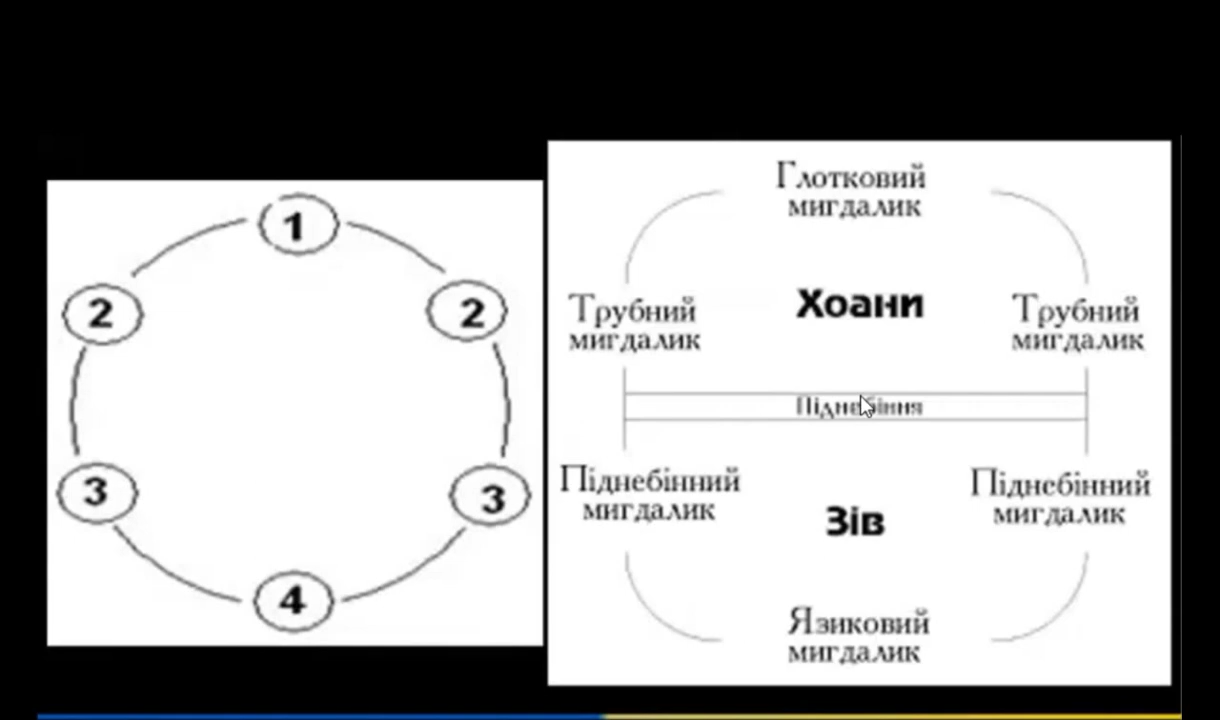 1
2
2
3
3
4
Глотковий
мигдалик
Трубний
мигдалик
Хоани
Трубний
мигдалик
Піднебіння
Піднебінний
мигдалик
Зів
Піднебінний
мигдалик
Язиковий
мигдалик